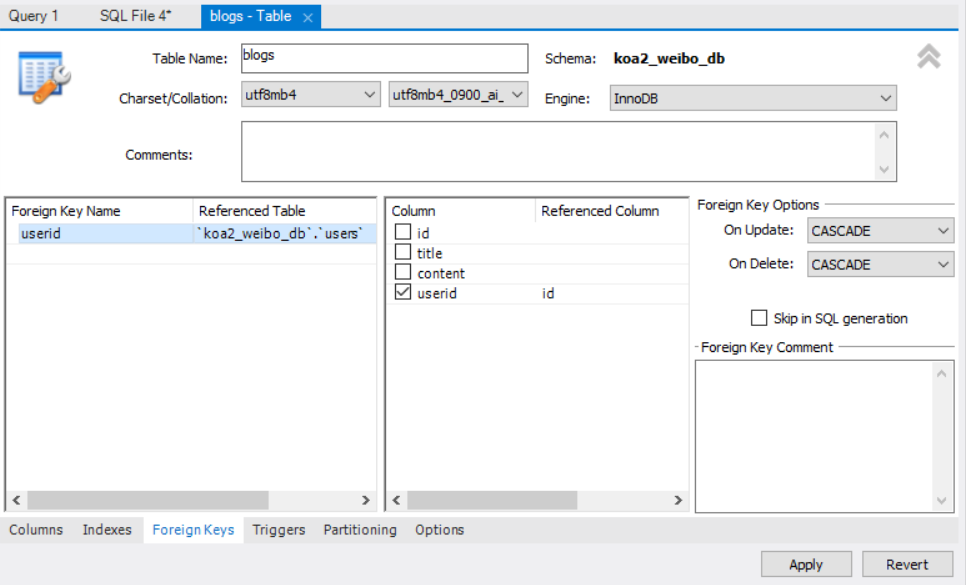 Query 1 SQL File 4* blogs - Table
Table Name: blogs Schema: koa2_weibo_db
Charset/Collation: utf8mb4 utf8mb4_0900_ai_ Engine: InnoDB
Comments:
Foreign Key Name Referenced Table Column Referenced Column Foreign Key Options
userid `koa2_weibo_db`.`users` id On Update: CASCADE
title
content On Delete: CASCADE
userid id
Skip in SQL generation
Foreign Key Comment
Columns Indexes Foreign Keys Triggers Partitioning Options
Apply Revert